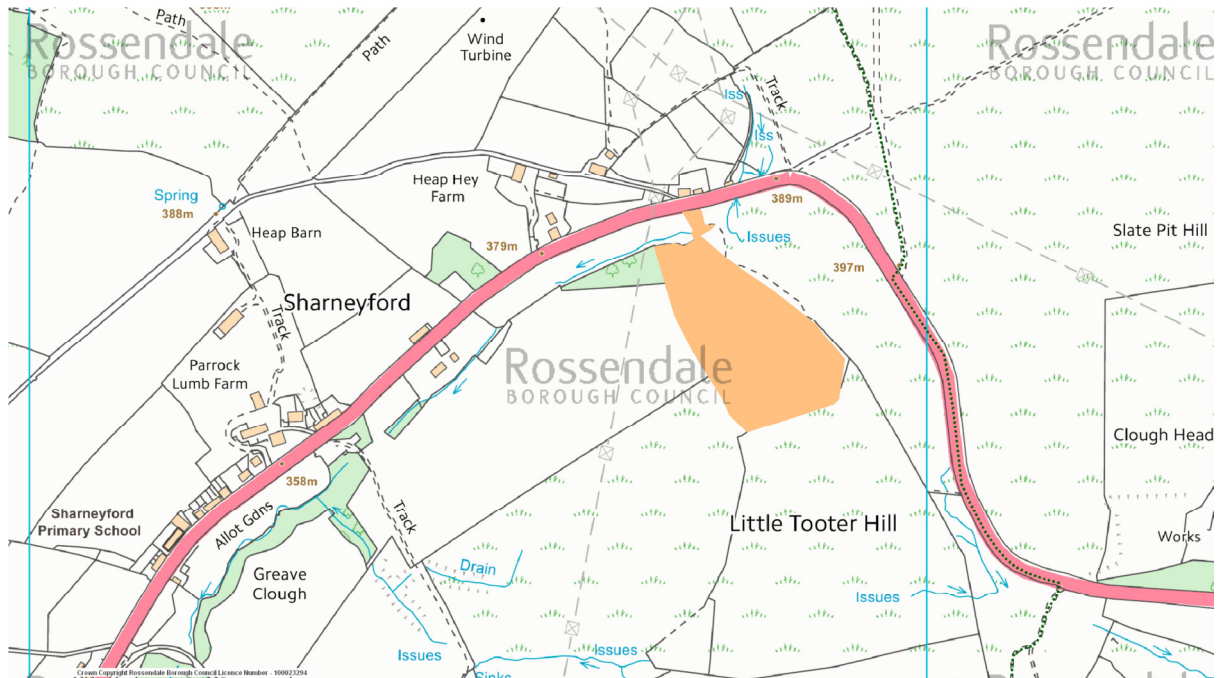 Path
Rossendale
BOROUGH COUNCIL
Path
Wind
Turbine
Rossendale
BOROUGH COUNCIL
Iss
Track
Iss
Spring
388m
Heap Hey
Farm
389m
Heap Barn
379m
Issues
397m
Slate Pit Hill
Sharneyford
Track
Parrock
Lumb Farm
Rossendale
BOROUGH COUNCIL
Clough Head
358m
Sharneyford
Primary School
Allot Gdns
Track
Little Tooter Hill
Works
Greave
Clough
Drain
Issues
Issues
Issues
Sinks
Crown Copyright Rossendale Borough Council Licence Number - 100023294